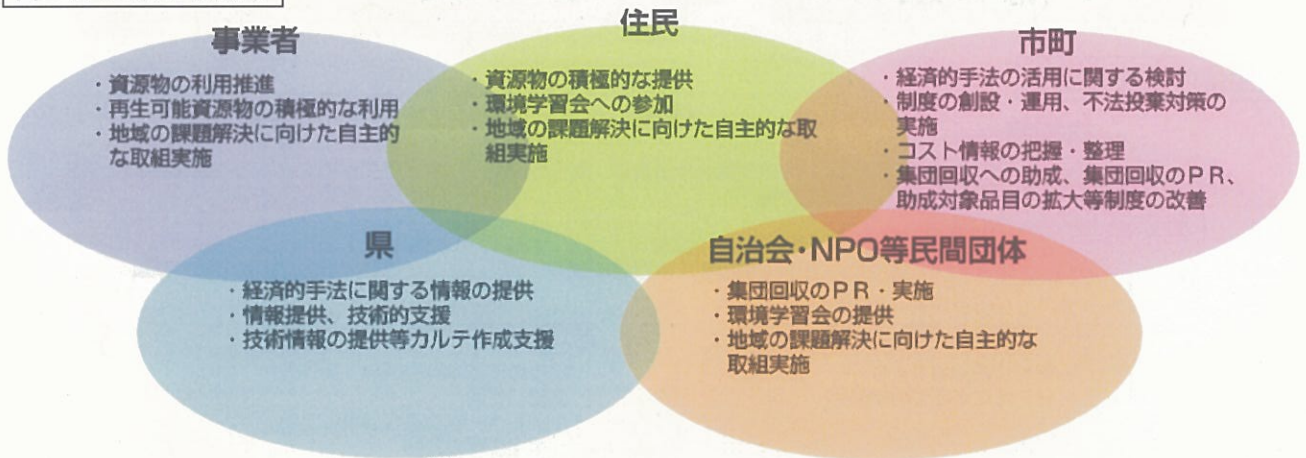 事業者
・資源物の利用推進
・再生可能資源物の積極的な利用
・地域の課題解決に向けた自主的
な取組実施
住民
・資源物の積極的な提供
・環境学習会への参加
・地域の課題解決に向けた自主的な取
組実施
市町
・経済的手法の活用に関する検討
・制度の創設・運用、不法投棄対策の
実施
・コスト情報の把握・整理
・集団回収への助成、集団回収のPR、
助成対象品目の拡大等制度の改善
県
・経済的手法に関する情報の提供
・情報提供、技術的支援
・技術情報の提供等カルテ作成支援
自治会・NPO等民間団体
・集団回収のPR・実施
・環境学習会の提供
・地域の課題解決に向けた自主的な
取組実施